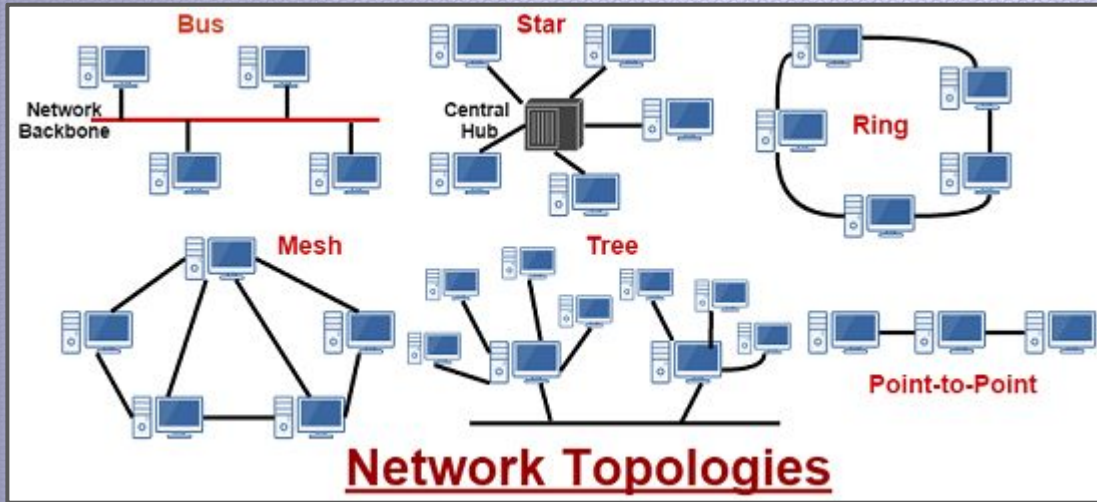 Bus
Star
Network
Backbone
Central
Hub
Ring
Mesh
Tree
Point-to-Point
Network Topologies